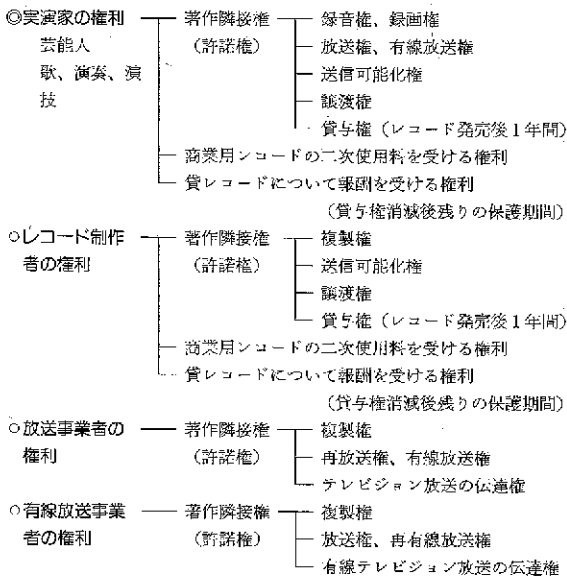 ◎実演家の権利 著作隣接権 録音権、録画権
芸能人 (許諾権) 放送権、有線放送権
歌、演奏、演 送信可能化権
技 譲渡権
貸与権(レコード発売後1年間)
商業用レコードの二次使用料を受ける権利
貸レコードについて報酬を受ける権利
(貸与権消滅後残りの保護期間)
○レコード制作 著作隣接権 複製権
者の権利 (許諾権) 送信可能化権
譲渡権
貸与権(レコード発売後1年間)
商業用レコードの二次使用料を受ける権利
貸レコードについて報酬を受ける権利
(貸与権消滅後残りの保護期間)
○放送事業者の 著作隣接権 複製権
権利 (許諾権) 再放送権、有線放送権
テレビジョン放送の伝達権
○有線放送事業 著作隣接権 複製権
者の権利 (許諾権) 放送権、再有線放送権
有線テレビジョン放送の伝達権